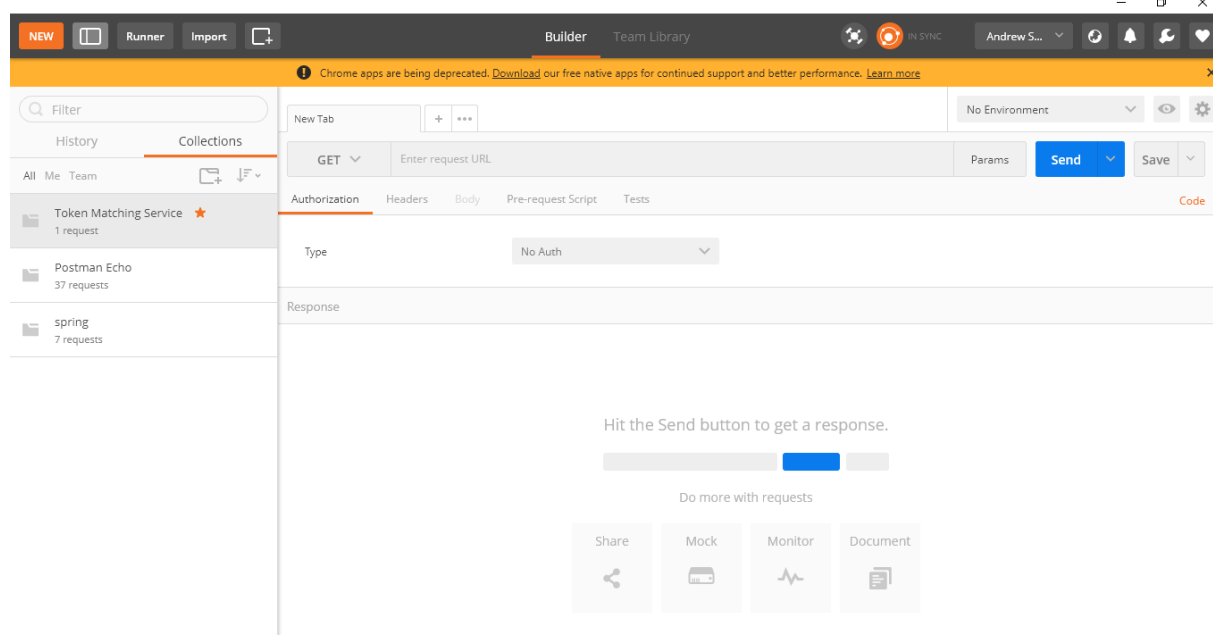 NEW Runner Import Builder Team Library IN SYNC Andrew S...
Chrome apps are being deprecated. Download our free native apps for continued support and better performance. Learn more
Filter
History Collections
All Me Team
Token Matching Service
1 request
Postman Echo
37 requests
spring
7 requests
New Tab + No Environment
GET Enter request URL Params Send Save
Authorization Headers Body Pre-request Script Tests Code
Type No Auth
Response
Hit the Send button to get a response.
Do more with requests
Share Mock Monitor Document